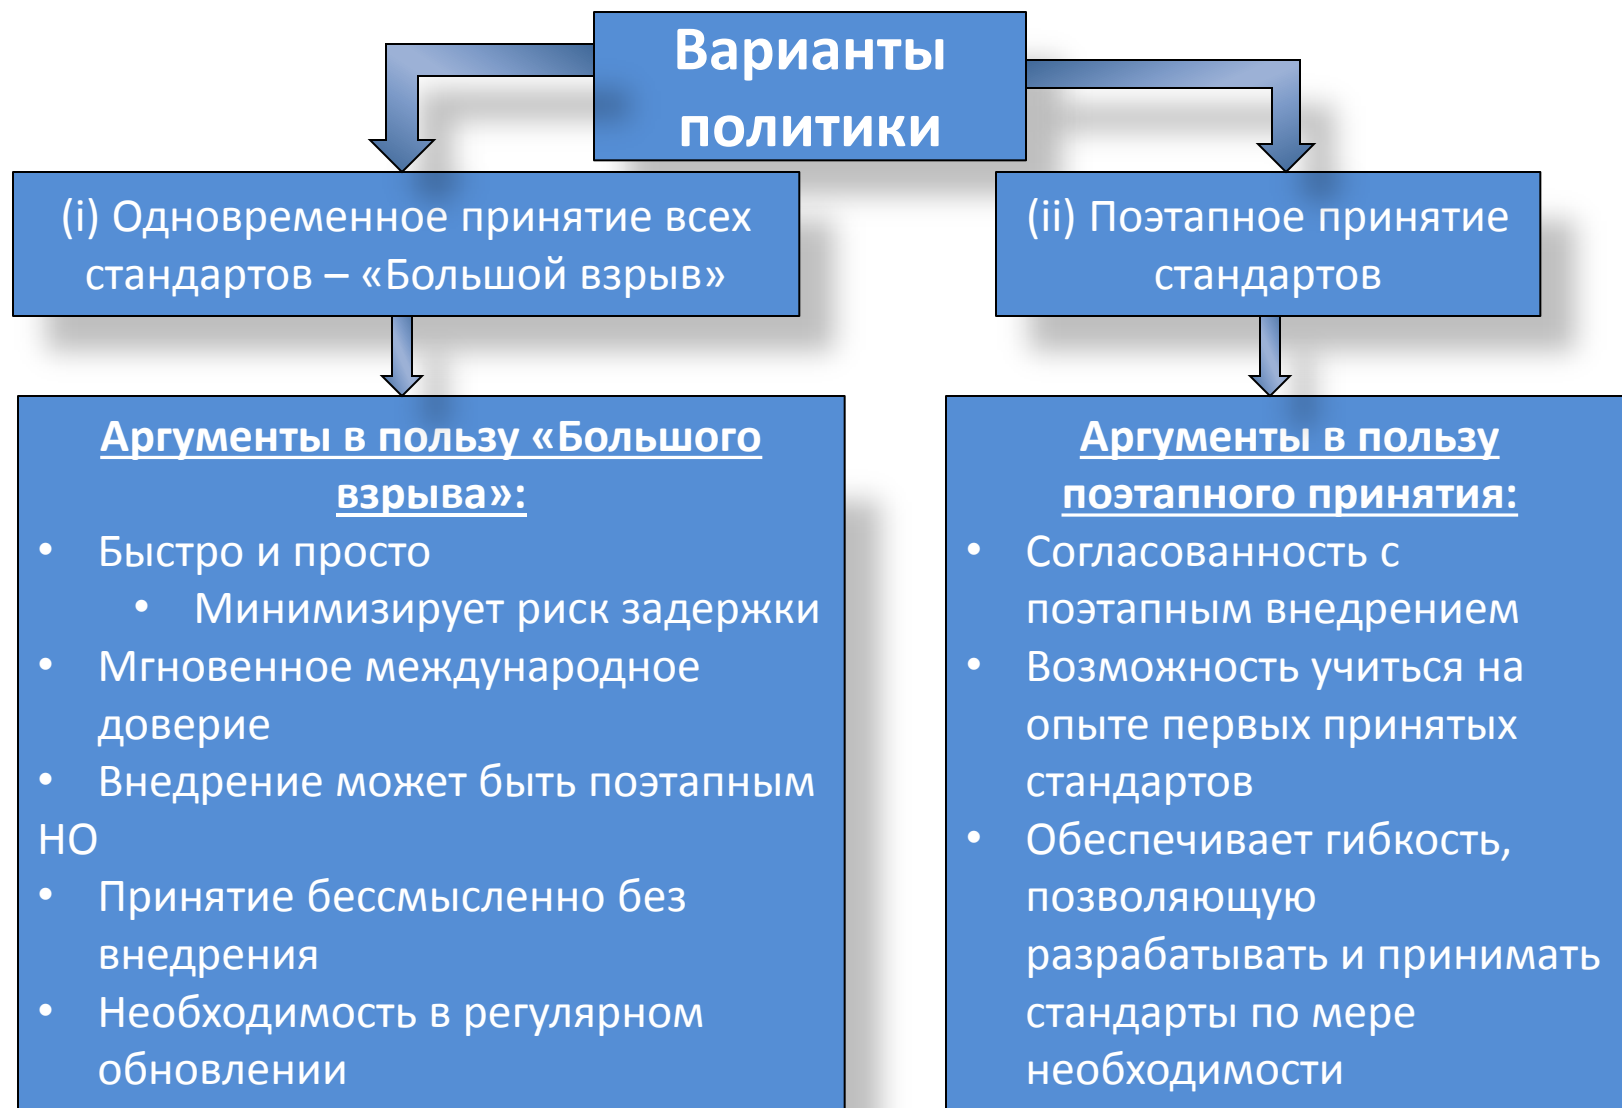 Варианты
политики
(i) Одновременное принятие всех
стандартов – «Большой взрыв»
(ii) Поэтапное принятие
стандартов
Аргументы в пользу «Большого
взрыва»:
• Быстро и просто
• Минимизирует риск задержки
• Мгновенное международное
доверие
• Внедрение может быть поэтапным
НО
• Принятие бессмысленно без
внедрения
• Необходимость в регулярном
обновлении
Аргументы в пользу
поэтапного принятия:
• Согласованность с
поэтапным внедрением
• Возможность учиться на
опыте первых принятых
стандартов
• Обеспечивает гибкость,
позволяющую
разрабатывать и принимать
стандарты по мере
необходимости